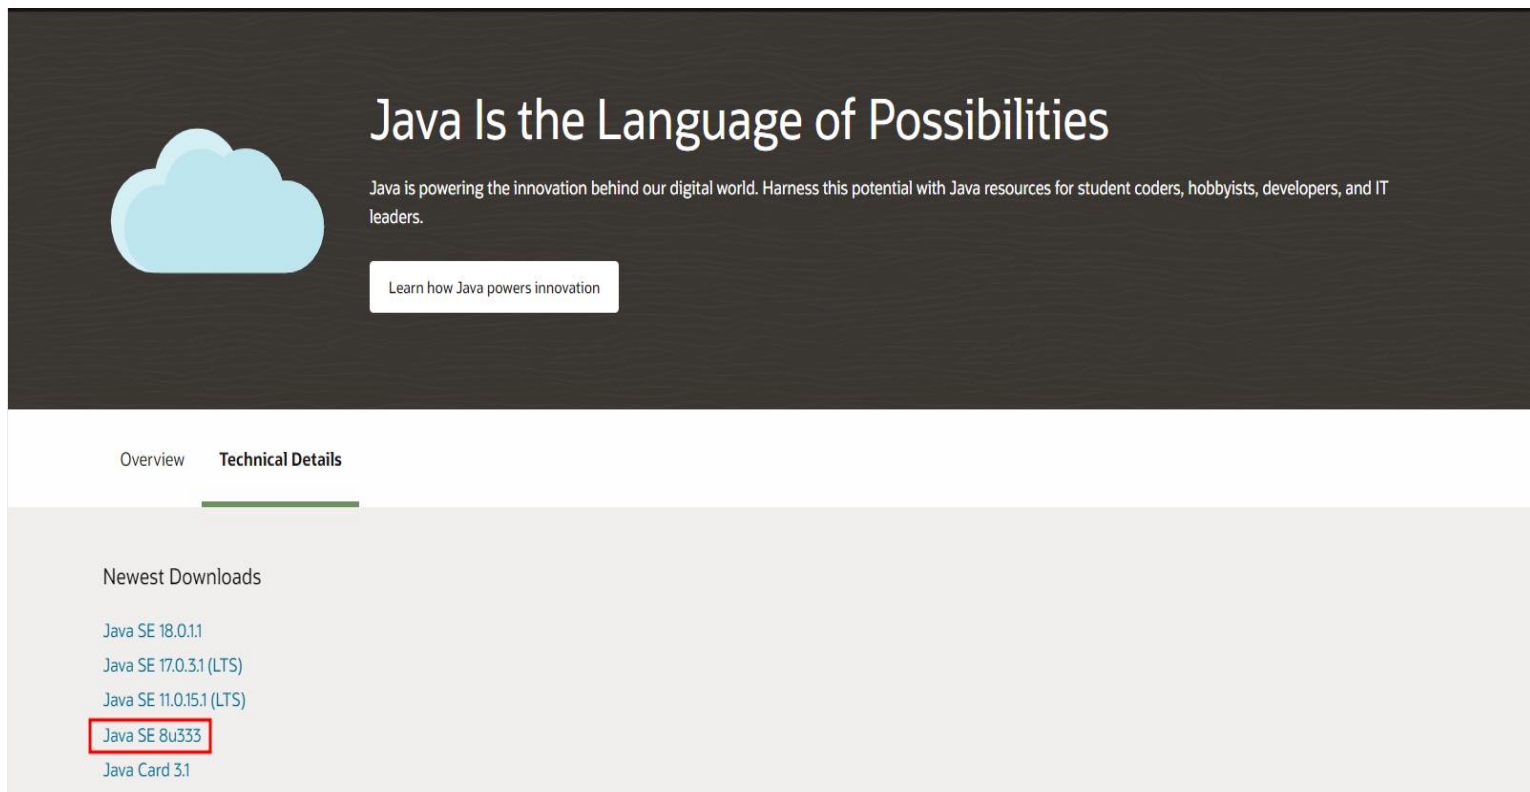 Java Is the Language of Possibilities
Java is powering the innovation behind our digital world. Harness this potential with Java resources for student coders, hobbyists, developers, and IT
leaders.
Learn how Java powers innovation
Overview
Technical Details
Newest Downloads
Java SE 18.0.1.1
Java SE 17.0.3.1 (LTS)
Java SE 11.0.15.1 (LTS)
Java SE 8u333
Java Card 3.1